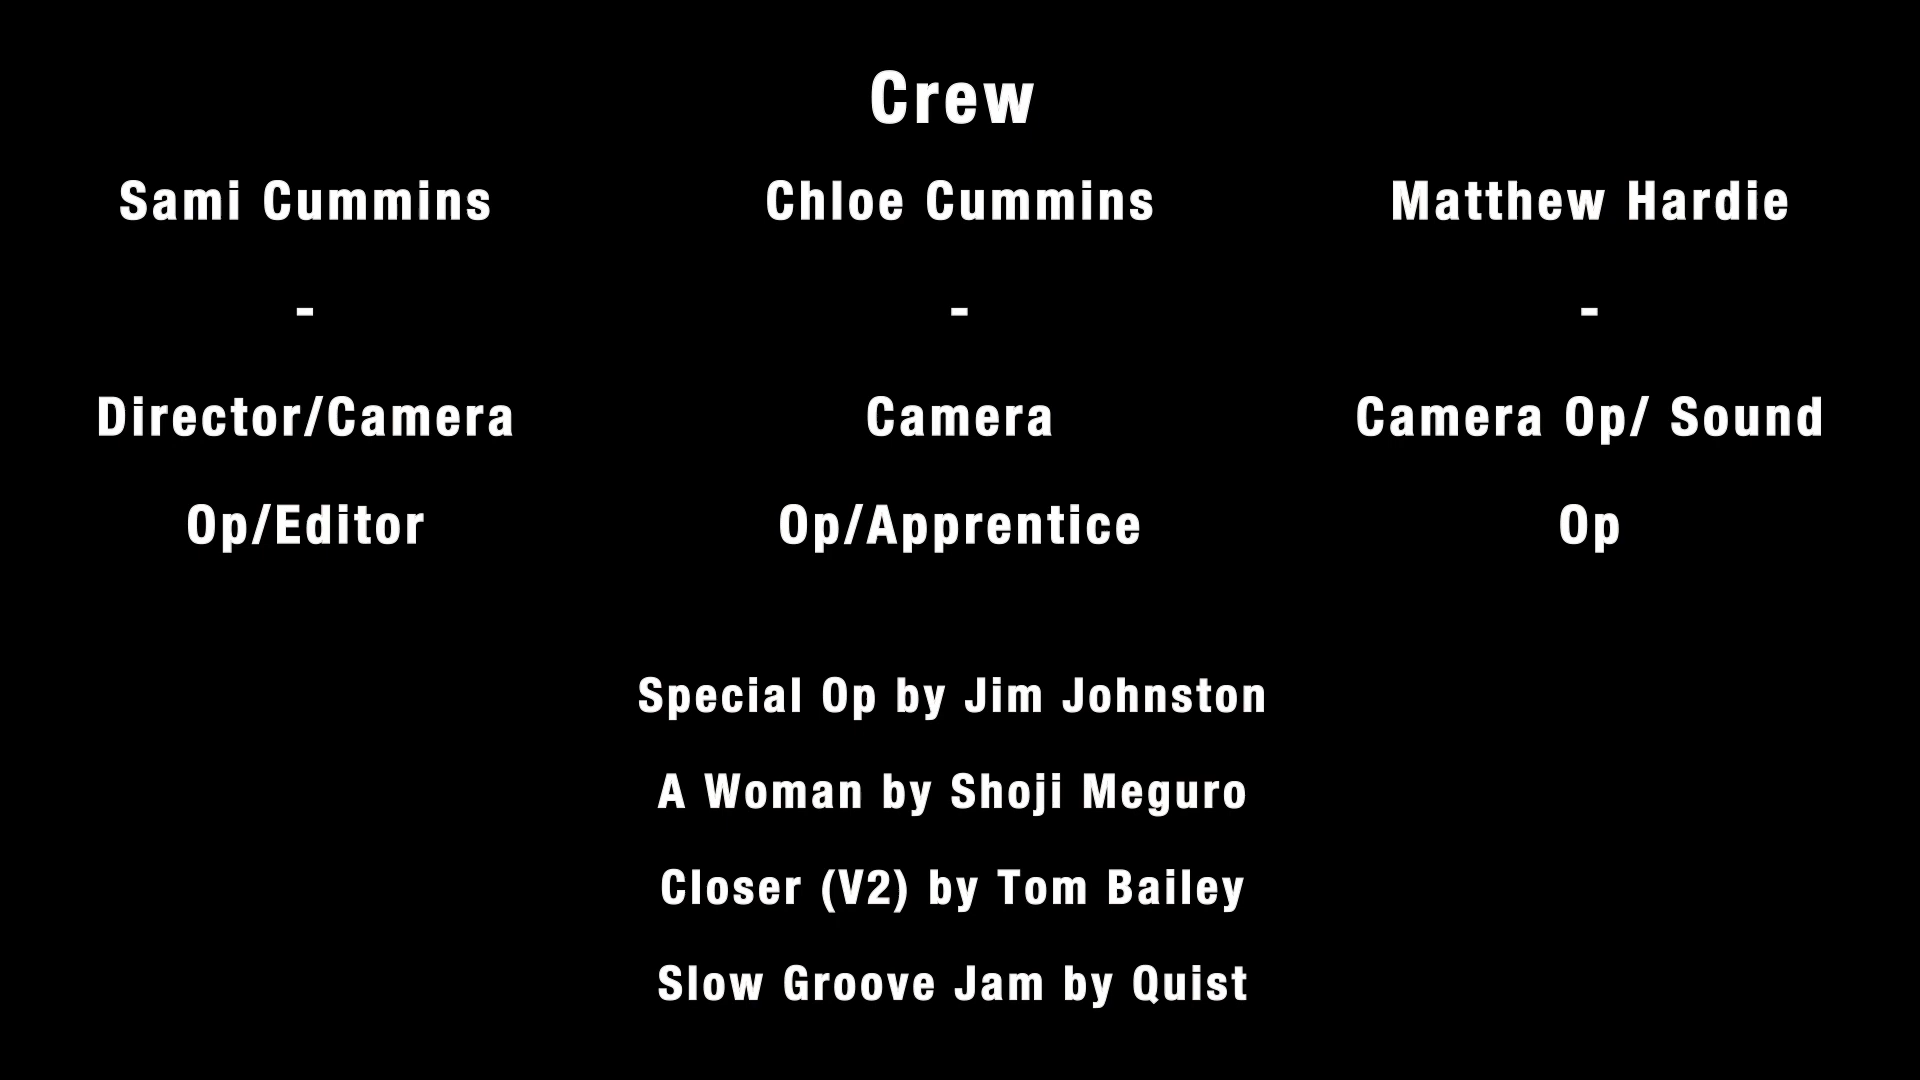 Crew
Sami Cummins
-
Director/Camera
Op/Editor
Chloe Cummins
-
Camera
Op/Apprentice
Matthew Hardie
-
Camera Op/ Sound
Op
Special Op by Jim Johnston
A Woman by Shoji Meguro
Closer (V2) by Tom Bailey
Slow Groove Jam by Quist